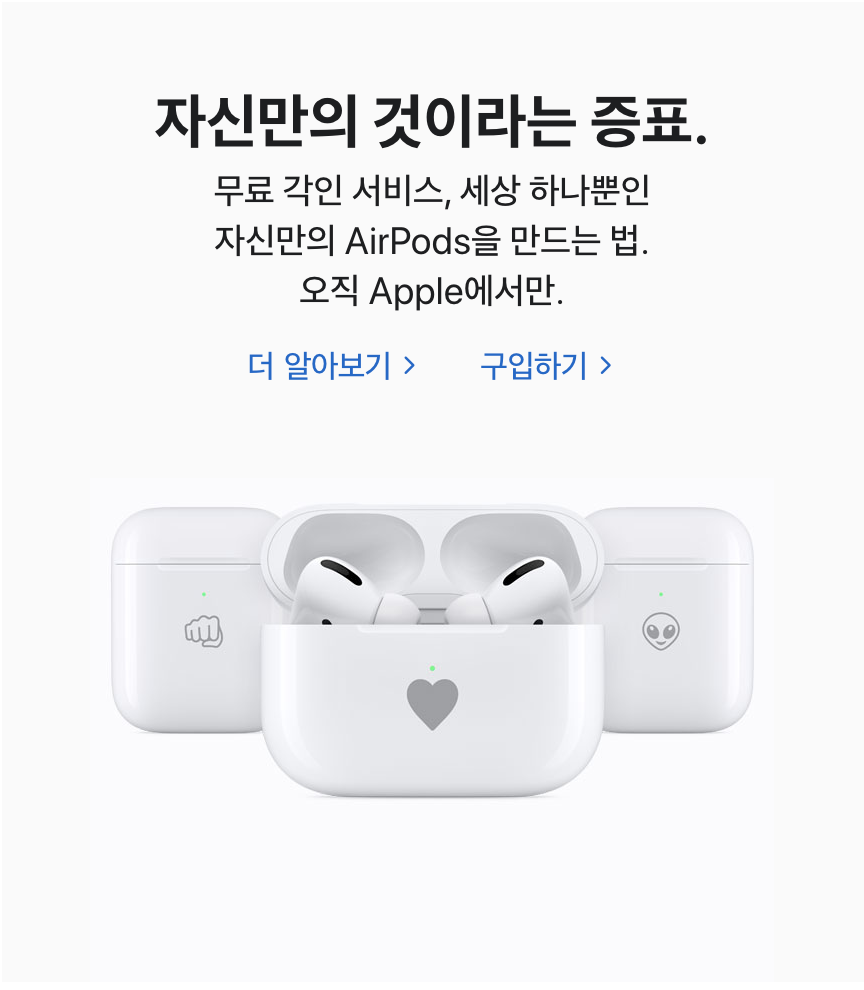 자신만의 것이라는 증표.
무료 각인 서비스, 세상 하나뿐인
자신만의 AirPods을 만드는 법.
오직 Apple에서만.
더 알아보기 > 구입하기 >